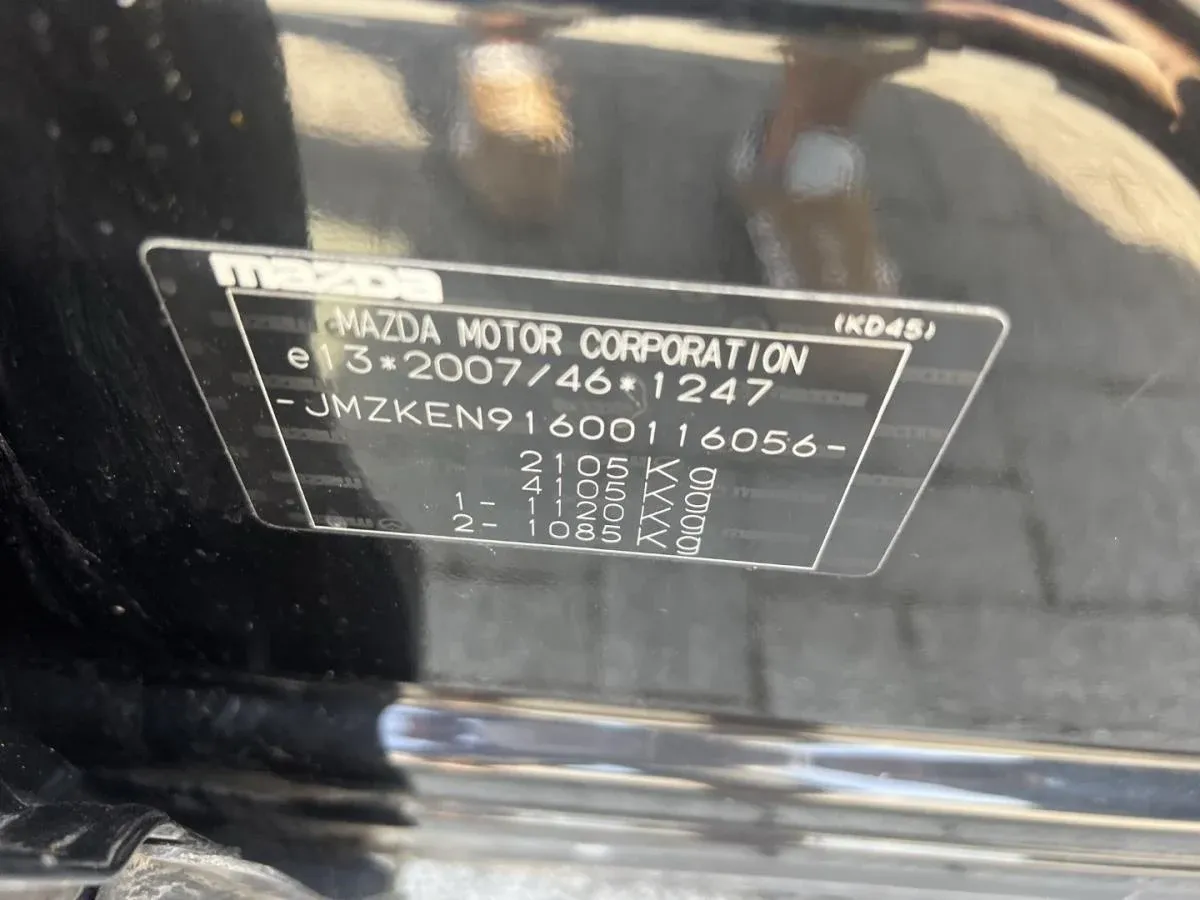 mazda
(KD45)
MAZDA MOTOR CORPORATION
e13*2007/46*1247
-JMZKEN91600116056-
2105 Kg
4105 Kg
1- 1120 Kg
2- 1085 Kg